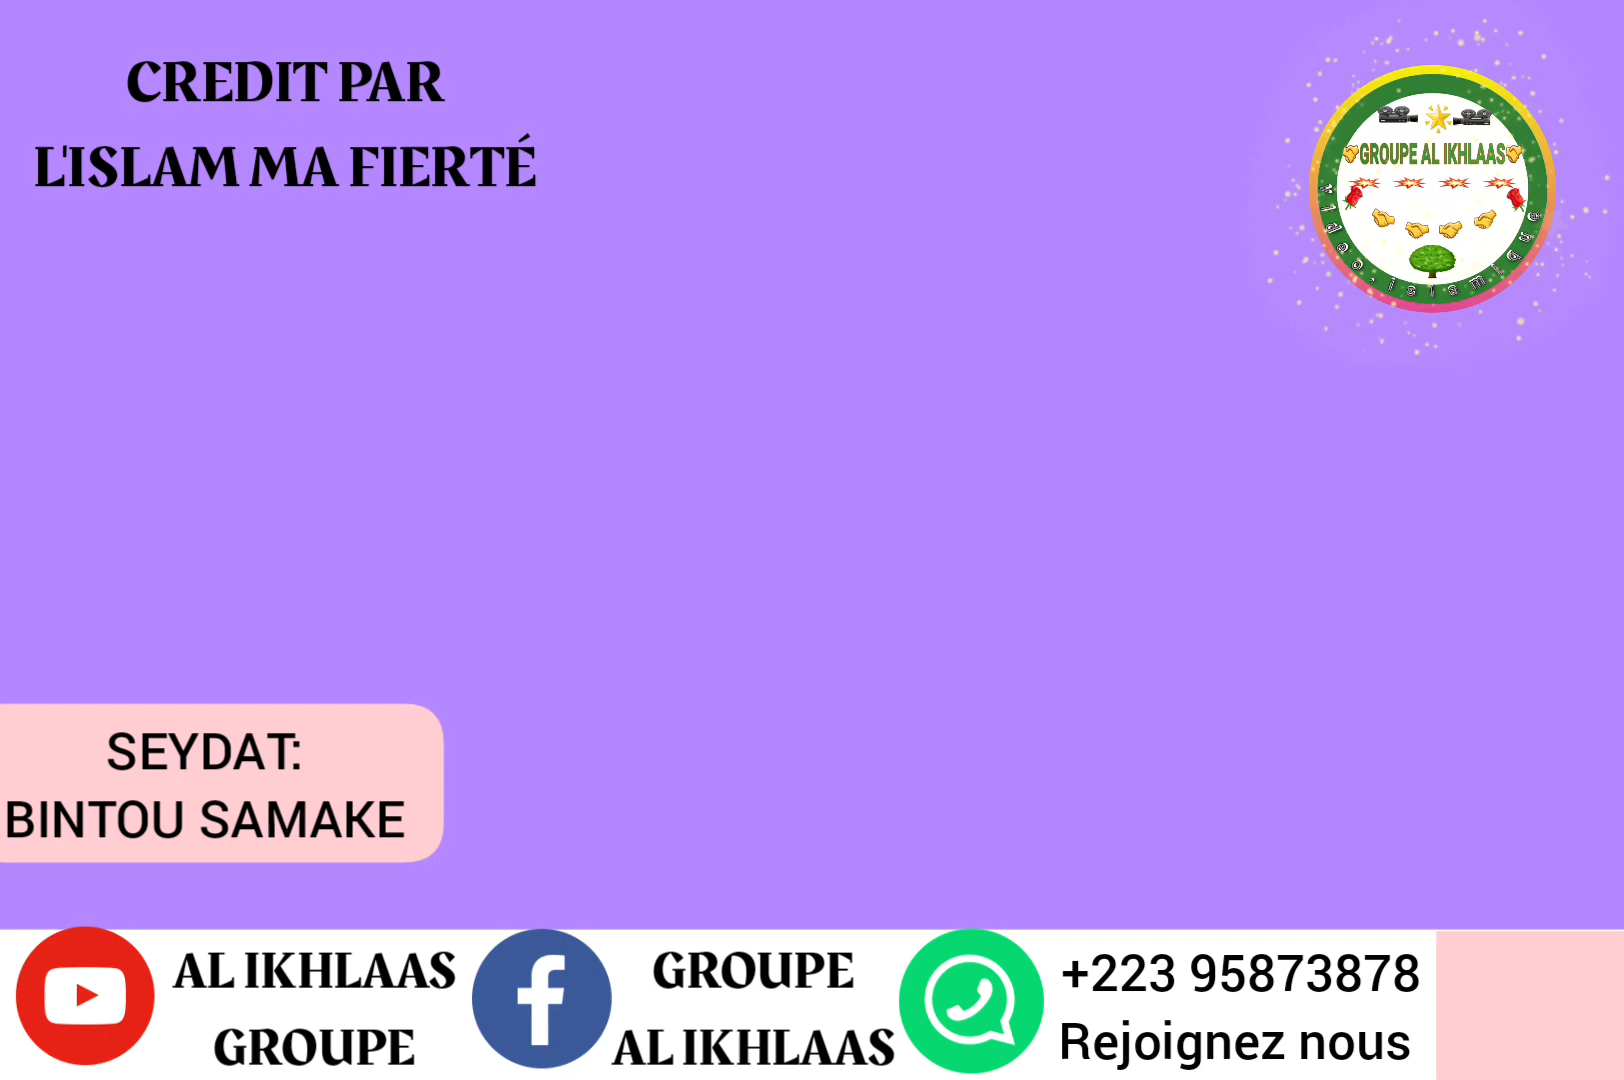 CREDIT PAR
L'ISLAM MA FIERTÉ
GROUPE AL IKHLAAS
SEYDAT:
BINTOU SAMAKE
AL IKHLAAS
GROUPE
GROUPE
AL IKHLAAS
+223 95873878
Rejoignez nous